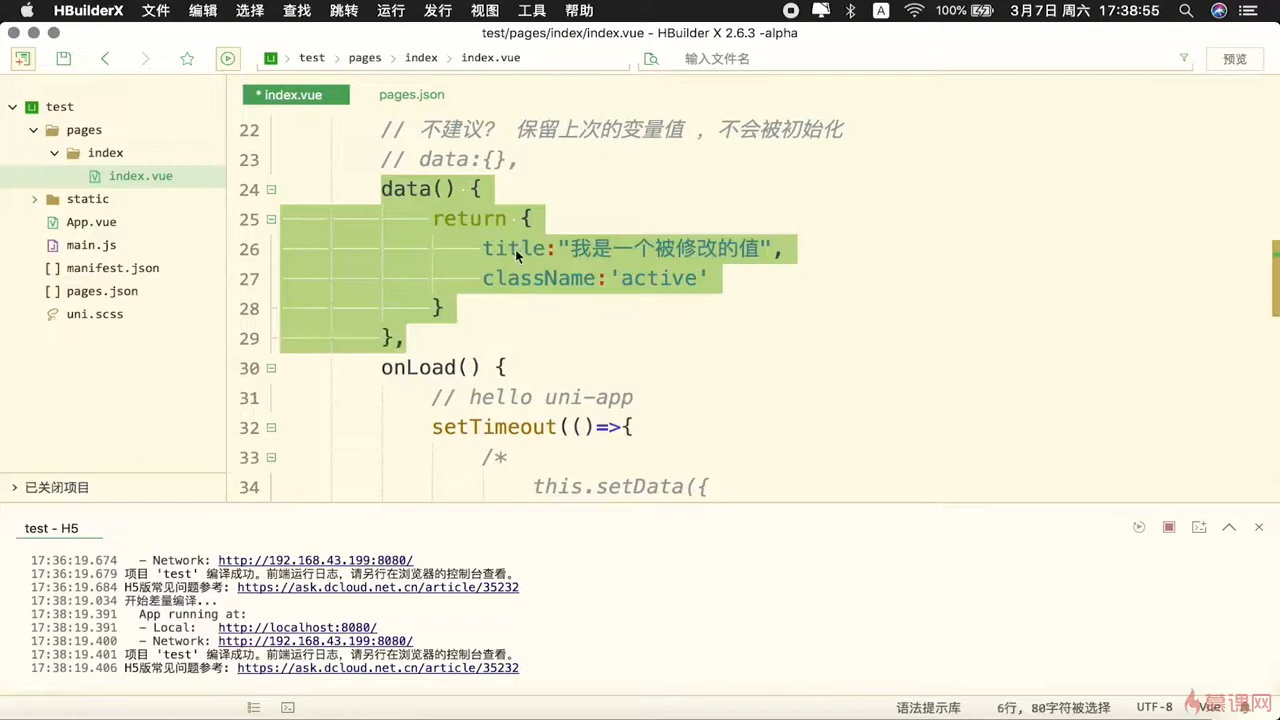 HBuilderX 文件 编辑 选择 查找 跳转 运行 发行 视图 工具 帮助 A 100% 3月7日 周六 17:38:55
test/pages/index/index.vue - HBuilder X 2.6.3 -alpha
test pages index index.vue 输入文件名 预览
test
pages
index
index.vue
static
App.vue
main.js
[ ] manifest.json
[ ] pages.json
uni.scss
已关闭项目
* index.vue pages.json
22 // 不建议? 保留上次的变量值 ，不会被初始化
23 // data:{},
24 data() {
25 return {
26 title:"我是一个被修改的值",
27 className:'active'
28 }
29 },
30 onLoad() {
31 // hello uni-app
32 setTimeout(()=>{
33 /*
34 this.setData({
test - H5
17:36:19.674 - Network: http://192.168.43.199:8080/
17:36:19.679 项目 'test' 编译成功。前端运行日志，请另行在浏览器的控制台查看。
17:36:19.684 H5版常见问题参考: https://ask.dcloud.net.cn/article/35232
17:38:19.034 开始差量编译...
17:38:19.391 App running at:
17:38:19.391 - Local: http://localhost:8080/
17:38:19.400 - Network: http://192.168.43.199:8080/
17:38:19.401 项目 'test' 编译成功。前端运行日志，请另行在浏览器的控制台查看。
17:38:19.406 H5版常见问题参考: https://ask.dcloud.net.cn/article/35232
语法提示库 6行, 80字符被选择 UTF-8 Vue
慕课网